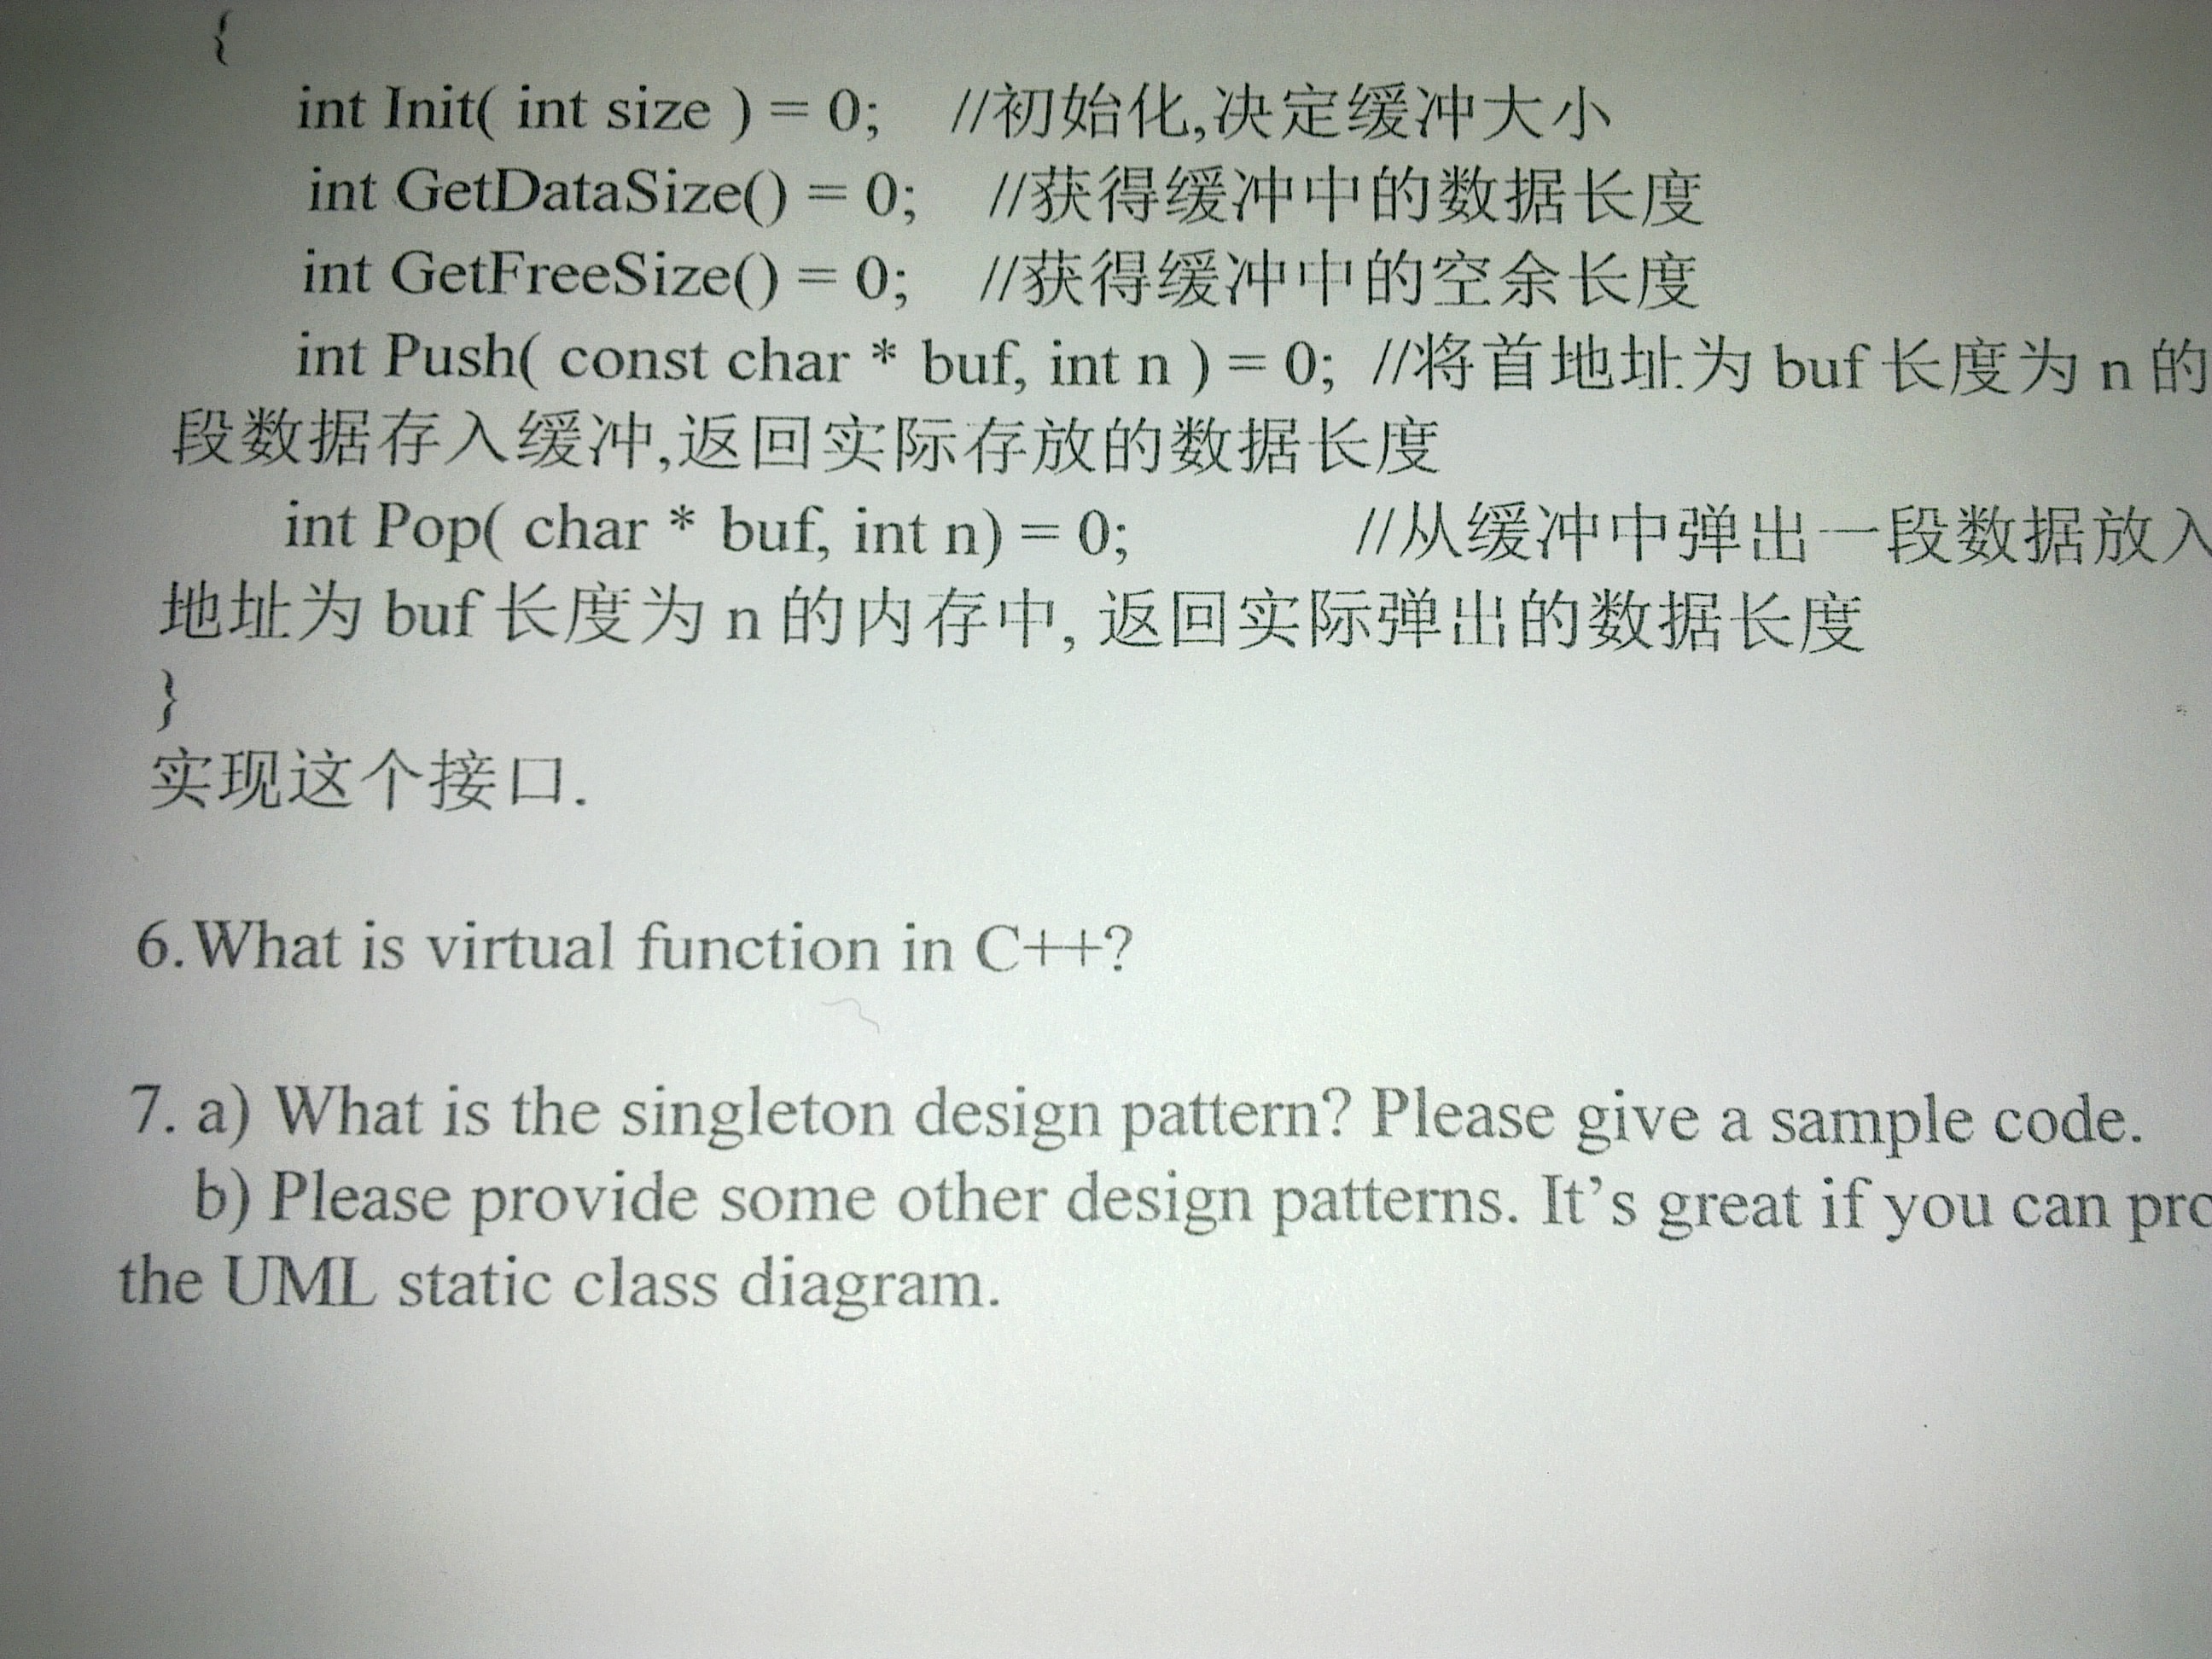 {
int Init( int size ) = 0; //初始化,决定缓冲大小
int GetDataSize() = 0; //获得缓冲中的数据长度
int GetFreeSize() = 0; //获得缓冲中的空余长度
int Push( const char * buf, int n ) = 0; //将首地址为 buf 长度为 n 的
段数据存入缓冲,返回实际存放的数据长度
int Pop( char * buf, int n) = 0; //从缓冲中弹出一段数据放入
地址为 buf 长度为 n 的内存中, 返回实际弹出的数据长度
}
实现这个接口.
6.What is virtual function in C++?
7. a) What is the singleton design pattern? Please give a sample code.
b) Please provide some other design patterns. It’s great if you can pro
the UML static class diagram.